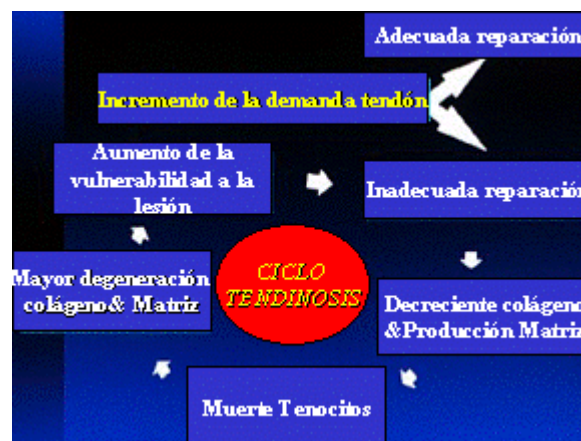 Adecuada reparación
Incremento de la demanda tendón
Aumento de la
vulnerabilidad a la
lesión
Inadecuada reparación
Mayor degeneración
colágeno& Matriz
CICLO
TENDINOSIS
Decreciente colágeno
&Producción Matriz
Muerte Tenocitos